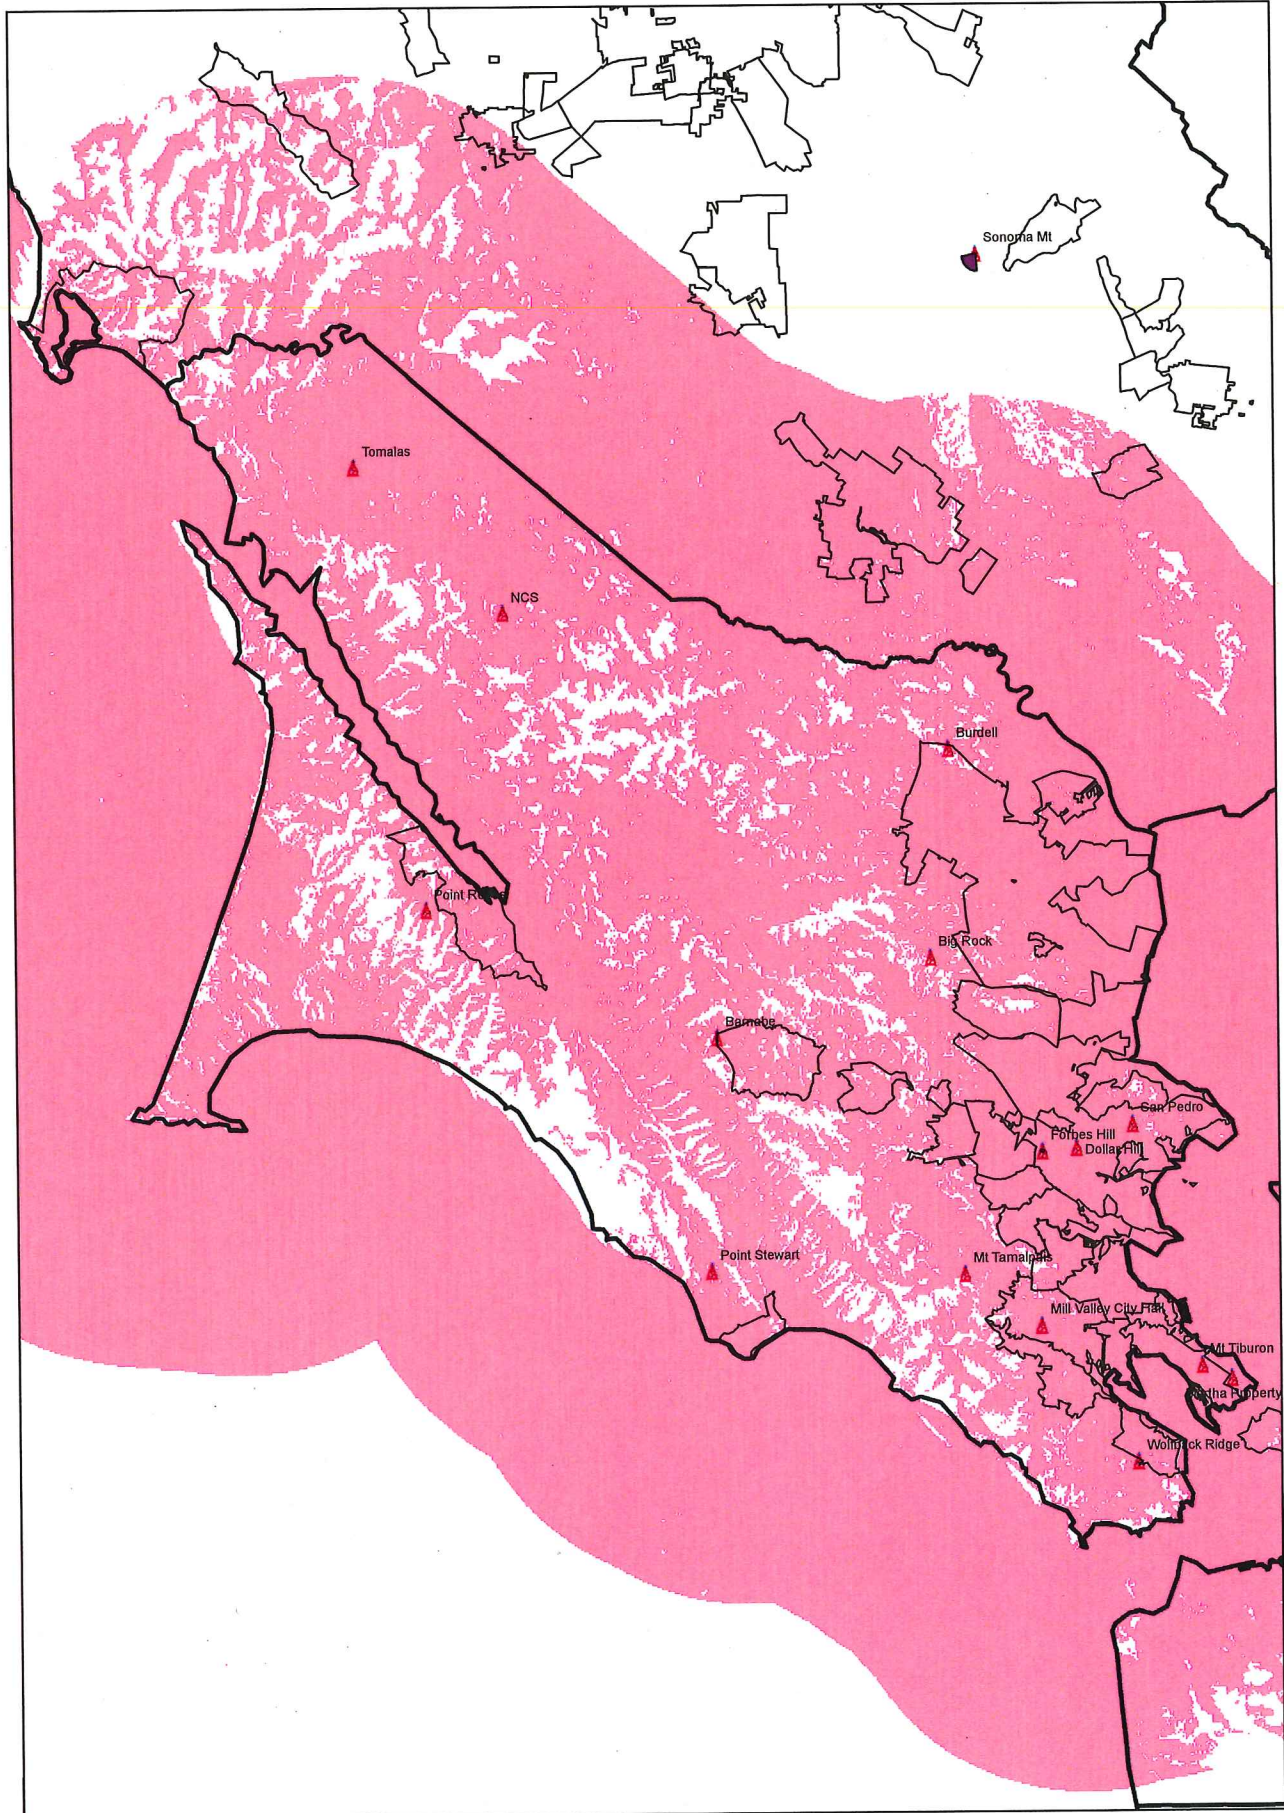 Sonoma Mt
Tomalas
NCS
Burdell
Point
Big Rock
Barnabe
San Pedro
Forbes Hill
Dollar Hill
Point Stewart
Mt Tamalpais
Mill Valley City Hall
Mt Tiburon
Property
Wolfback Ridge